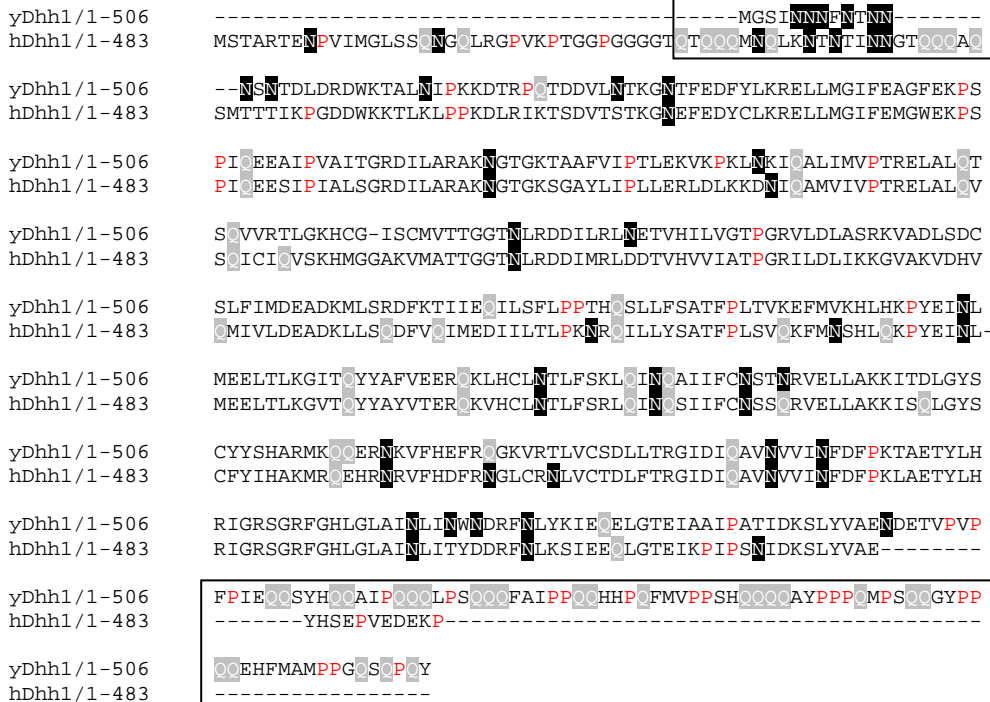 yDhh1/1-506 -----------------------------------MGSINNNFNTNN-------
hDhh1/1-483 MSTARTENPVIMGLSSQNGQLRGPVKPTGGPGGGGTQTQQQMNQLKNTNTINNGTQQQAQ
yDhh1/1-506 --NSNTDLDRDWKTALNIPKKDTRPQTDDVLNTKGNTFEDFYLKRELLMGIFEAGFEKPS
hDhh1/1-483 SMTTTIKPGDDWKKTLKLPPKDLRIKTSDVTSTKGNEFEDYCLKRELLMGIFEMGWEKPS
yDhh1/1-506 PIQEEAIPVAITGRDILARAKNGTGKTAAFVIPTLEKVKPKLNKIQALIMVPTRELALQT
hDhh1/1-483 PIQEESIPIALSGRDILARAKNGTGKSGAYLIPLLERLDLKKDNIQAMVIVPTRELALQV
yDhh1/1-506 SQVVRTLGKHCG-ISCMVTTGGTNLRDDILRLNETVHILVGTPGRVLDLASRKVADLSDC
hDhh1/1-483 SQICIQVSKHMGGAKVMATTGGTNLRDDIMRLDDTVHVVIATPGRILDLIKKGVAKVDHV
yDhh1/1-506 SLFIMDEADKMLSRDFKTIIEQILSFLPPTHQSLLFSATFPLTVKEFMVKHLHKPYEINL
hDhh1/1-483 QMIVLDEADKLLSQDFVQIMEDIILTLPKNRQILLYSATFPLSVQKFMNSHLQKPYEINL-
yDhh1/1-506 MEELTLKGITQYYAFVEERQKLHCLNTLFSKLQINQAIIFCNSTNRVELLAKKITDLGYS
hDhh1/1-483 MEELTLKGVTQYYAYVTERQKVHCLNTLFSRLQINQSIIFCNSSQRVELLAKKISQLGYS
yDhh1/1-506 CYYSHARMKQQERNKVFHEFRQGKVRTLVCSDLLTRGIDIQAVNVVINFDFPKTAETYLH
hDhh1/1-483 CFYIHAKMRQEHRNRVFHDFRNGLCRNLVCTDLFTRGIDIQAVNVVINFDFPKLAETYLH
yDhh1/1-506 RIGRSGRFGHLGLAINLINWNDRFNLYKIEQELGTEIAAIPATIDKSLYVAENDETVPVP
hDhh1/1-483 RIGRSGRFGHLGLAINLITYDDRFNLKSIEEQLGTEIKPIPSNIDKSLYVAE--------
yDhh1/1-506 FPIEQQSYHQQAIPQQQLPSQQQFAIPPQQHHPQFMVPPSHQQQQAYPPPQMPSQQGYPP
hDhh1/1-483 -------YHSEPVEDEKP------------------------------------------
yDhh1/1-506 QQEHFMAMPPGQSQPQY
hDhh1/1-483 -----------------